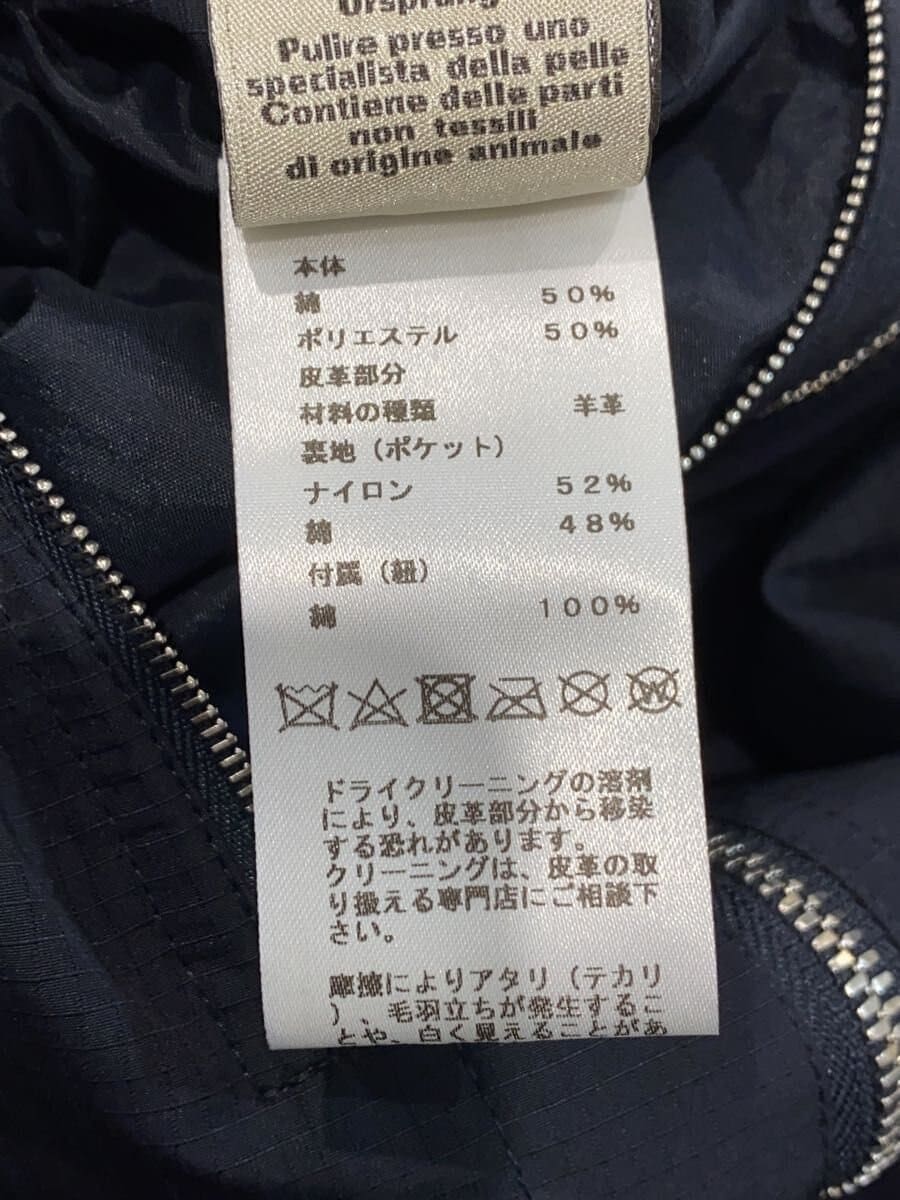 Ursprung
Pulire presso uno
specialista della pelle
Contiene delle parti
non tessili
di origine animale
本体
綿 50%
ポリエステル 50%
皮革部分
材料の種類 羊革
裏地（ポケット）
ナイロン 52%
綿 48%
付属（紐）
綿 100%
W
ドライクリーニングの溶剤
により、皮革部分から移染
する恐れがあります。
クリーニングは、皮革の取
り扱える専門店にご相談下
さい。
摩擦によりアタリ（テカリ
）、毛羽立ちが発生するこ
とや、白く見えることがあ